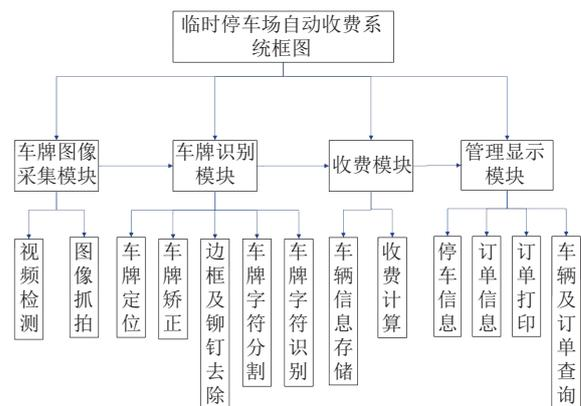 临时停车场自动收费系
统框图
车牌图像
采集模块
车牌识别
模块
收费模块
管理显示
模块
视频检测
图像抓拍
车牌定位
车牌矫正
边框及铆钉去除
车牌字符分割
车牌字符识别
车辆信息存储
收费计算
停车信息
订单信息
订单打印
车辆及订单查询